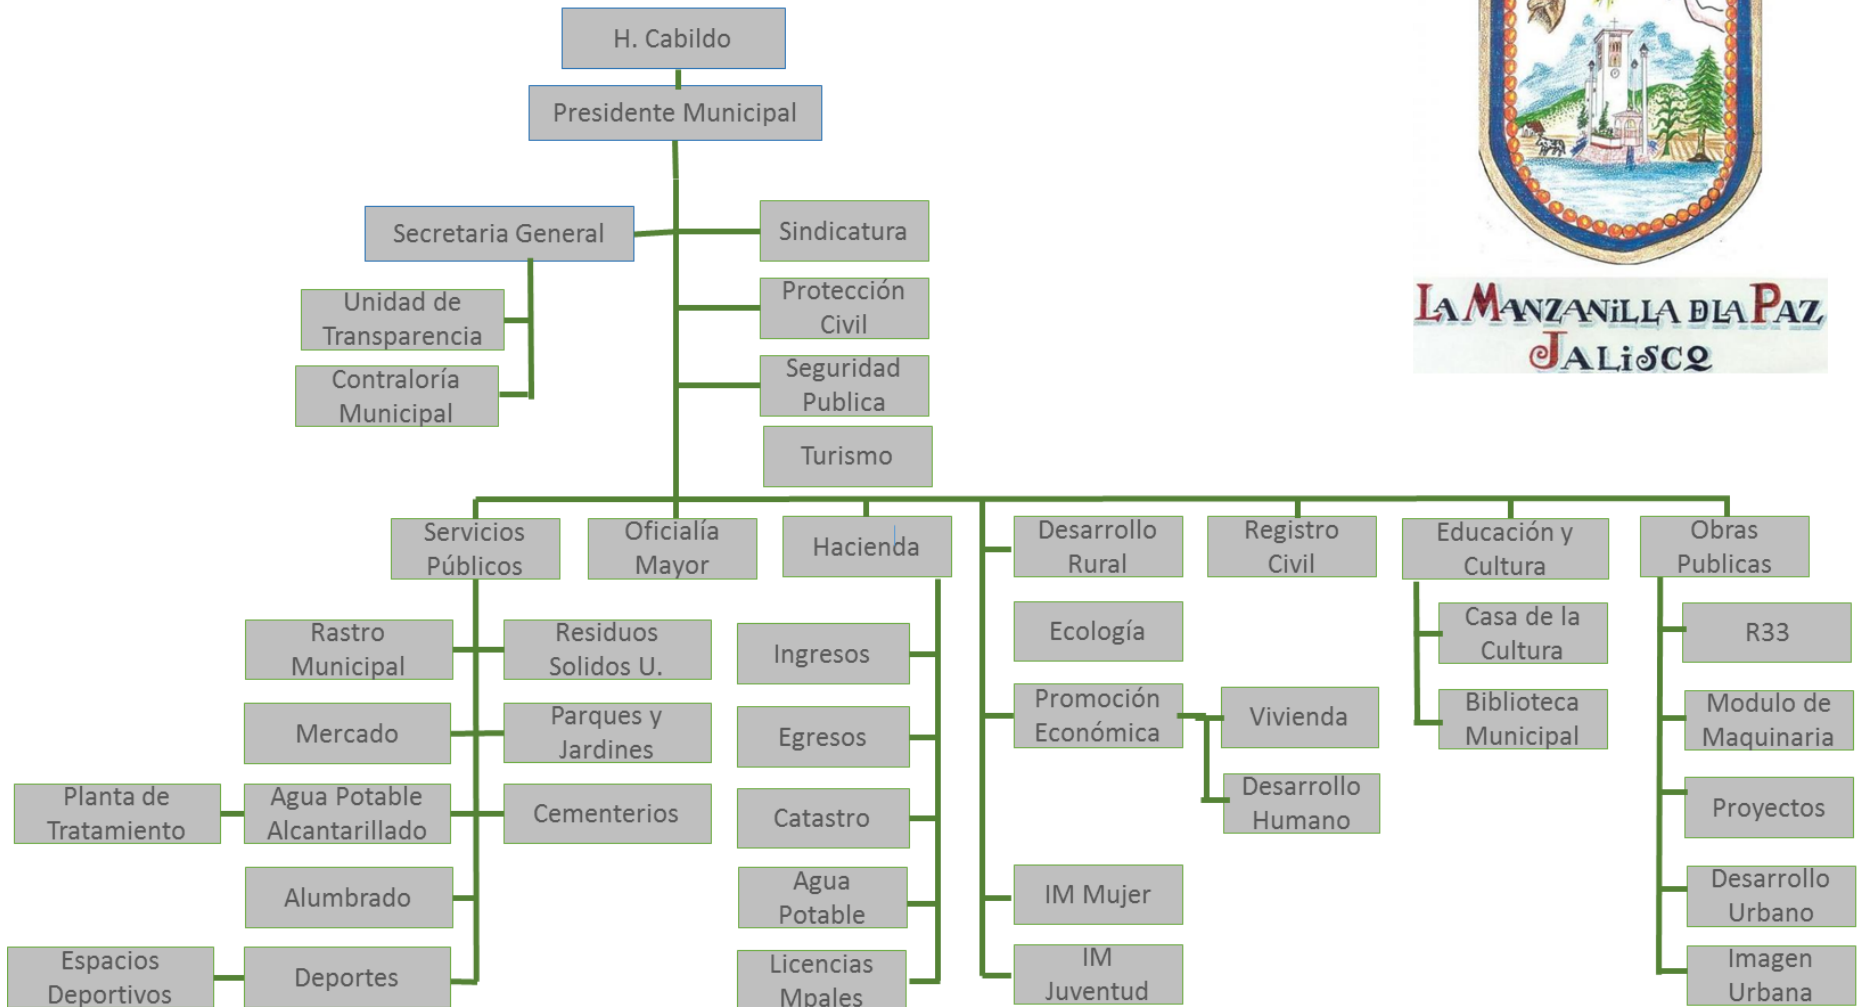 H. Cabildo
Presidente Municipal
Secretaria General
Sindicatura
Unidad de
Transparencia
Protección
Civil
Contraloría
Municipal
Seguridad
Publica
Turismo
LA MANZANiLLA DLA PAZ
JALiSCO
Servicios
Públicos
Oficialía
Mayor
Hacienda
Desarrollo
Rural
Registro
Civil
Educación y
Cultura
Obras
Publicas
Rastro
Municipal
Residuos
Solidos U.
Mercado
Parques y
Jardines
Planta de
Tratamiento
Agua Potable
Alcantarillado
Cementerios
Alumbrado
Espacios
Deportivos
Deportes
Ingresos
Egresos
Catastro
Agua
Potable
Licencias
Mpales
Ecología
Promoción
Económica
Vivienda
Desarrollo
Humano
IM Mujer
IM
Juventud
Casa de la
Cultura
Biblioteca
Municipal
R33
Modulo de
Maquinaria
Proyectos
Desarrollo
Urbano
Imagen
Urbana